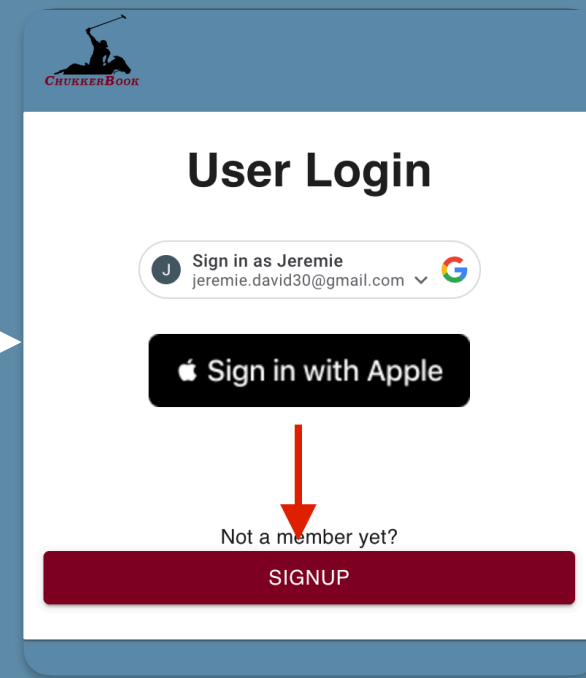 CHUKKERBOOK
User Login
J
Sign in as Jeremie
jeremie.david30@gmail.com
Sign in with Apple
Not a member yet?
SIGNUP